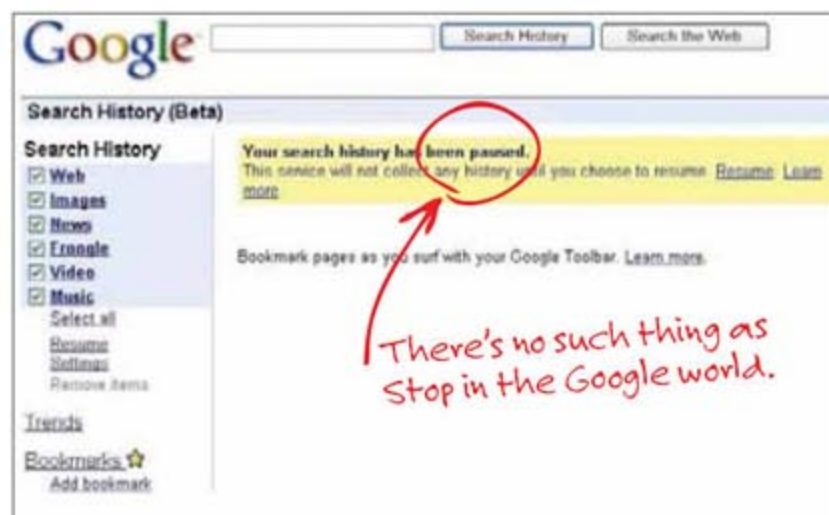 Google
Search History
Search the Web
Search History (Beta)
Search History
Web
Images
News
Froogle
Video
Music
Select all
Resume
Settings
Remove items
Trends
Bookmarks
Add bookmark
Your search history has been paused.
This service will not collect any history until you choose to resume. Resume Learn
more
Bookmark pages as you surf with your Google Toolbar. Learn more.
There's no such thing as
Stop in the Google world.